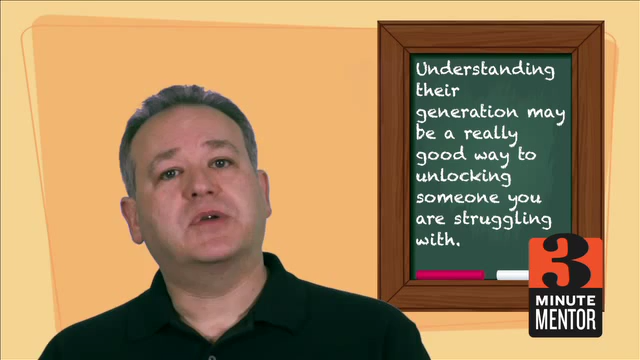 Understanding
their
generation may
be a really
good way to
unlocking
someone you
are struggling
with.
3
MINUTE
MENTOR